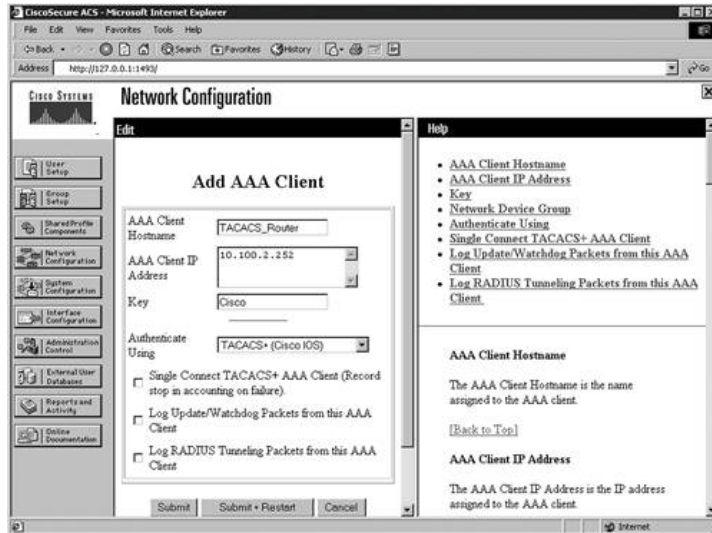 CiscoSecure ACS - Microsoft Internet Explorer
File Edit View Favorites Tools Help
Back Search Favorites History
Address http://127.0.0.1:1493/ Go
CISCO SYSTEMS
Network Configuration
Edit
Help
User Setup
Group Setup
Shared Profile Components
Network Configuration
System Configuration
Interface Configuration
Administration Control
External User Databases
Reports and Activity
Online Documentation
Add AAA Client
AAA Client Hostname
TACACS_Router
AAA Client IP Address
10.100.2.252
Key
Cisco
Authenticate Using
TACACS+ (Cisco IOS)
Single Connect TACACS+ AAA Client (Record
stop in accounting on failure).
Log Update/Watchdog Packets from this AAA
Client
Log RADIUS Tunneling Packets from this AAA
Client
Submit Submit + Restart Cancel
AAA Client Hostname
AAA Client IP Address
Key
Network Device Group
Authenticate Using
Single Connect TACACS+ AAA Client
Log Update/Watchdog Packets from this AAA
Client
Log RADIUS Tunneling Packets from this AAA
Client
AAA Client Hostname
The AAA Client Hostname is the name
assigned to the AAA client.
[Back to Top]
AAA Client IP Address
The AAA Client IP Address is the IP address
assigned to the AAA client.
Internet